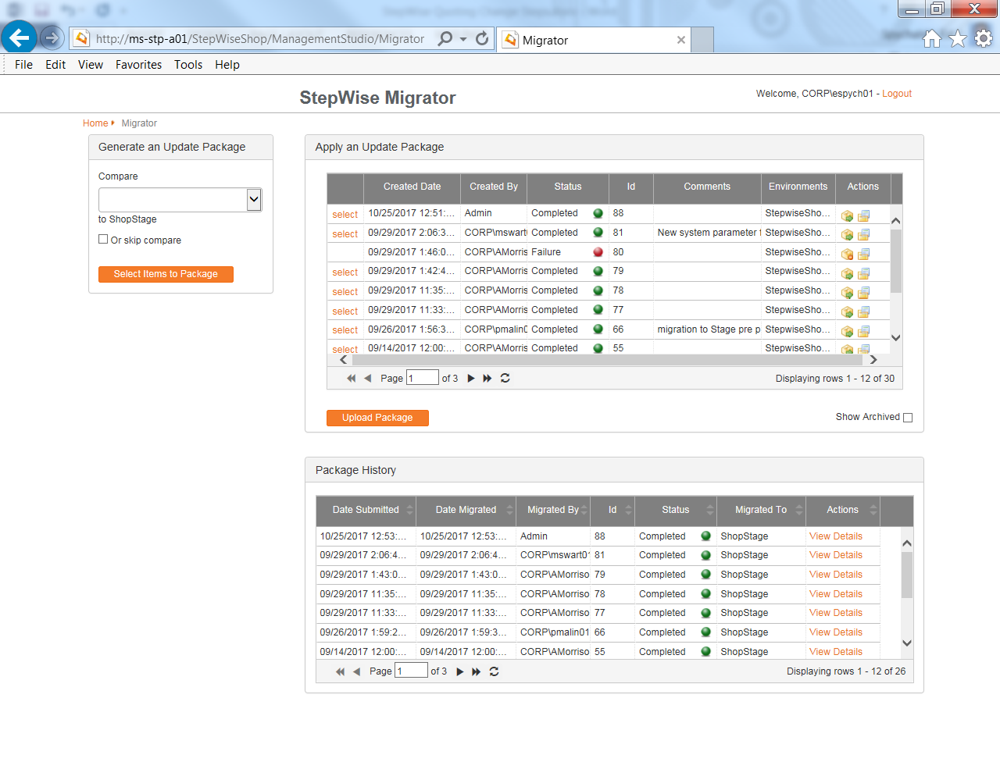 http://ms-stp-a01/StepWiseShop/ManagementStudio/Migrator
Migrator
File Edit View Favorites Tools Help
StepWise Migrator
Welcome, CORP\espych01 - Logout
Home Migrator
Generate an Update Package
Compare
to ShopStage
Or skip compare
Select Items to Package
Apply an Update Package
Created Date Created By Status Id Comments Environments Actions
select 10/25/2017 12:51:... Admin Completed 88 StepwiseSho...
select 09/29/2017 2:06:3... CORP\mswart Completed 81 New system parameter StepwiseSho...
09/29/2017 1:46:0... CORP\AMorris Failure 80 StepwiseSho...
select 09/29/2017 1:42:4... CORP\AMorris Completed 79 StepwiseSho...
select 09/29/2017 11:35:... CORP\AMorris Completed 78 StepwiseSho...
select 09/29/2017 11:33:... CORP\AMorris Completed 77 StepwiseSho...
select 09/26/2017 1:56:3... CORP\pmalin0 Completed 66 migration to Stage pre p StepwiseSho...
select 09/14/2017 12:00:... CORP\AMorris Completed 55 StepwiseSho...
Page 1 of 3 Displaying rows 1 - 12 of 30
Upload Package Show Archived
Package History
Date Submitted Date Migrated Migrated By Id Status Migrated To Actions
10/25/2017 12:53:... 10/25/2017 12:53:... Admin 88 Completed ShopStage View Details
09/29/2017 2:06:4... 09/29/2017 2:06:4... CORP\mswart01 81 Completed ShopStage View Details
09/29/2017 1:43:0... 09/29/2017 1:43:0... CORP\AMorriso 79 Completed ShopStage View Details
09/29/2017 11:35:... 09/29/2017 11:35:... CORP\AMorriso 78 Completed ShopStage View Details
09/29/2017 11:33:... 09/29/2017 11:33:... CORP\AMorriso 77 Completed ShopStage View Details
09/26/2017 1:59:2... 09/26/2017 1:59:3... CORP\pmalin01 66 Completed ShopStage View Details
09/14/2017 12:00:... 09/14/2017 12:00:... CORP\AMorriso 55 Completed ShopStage View Details
Page 1 of 3 Displaying rows 1 - 12 of 26